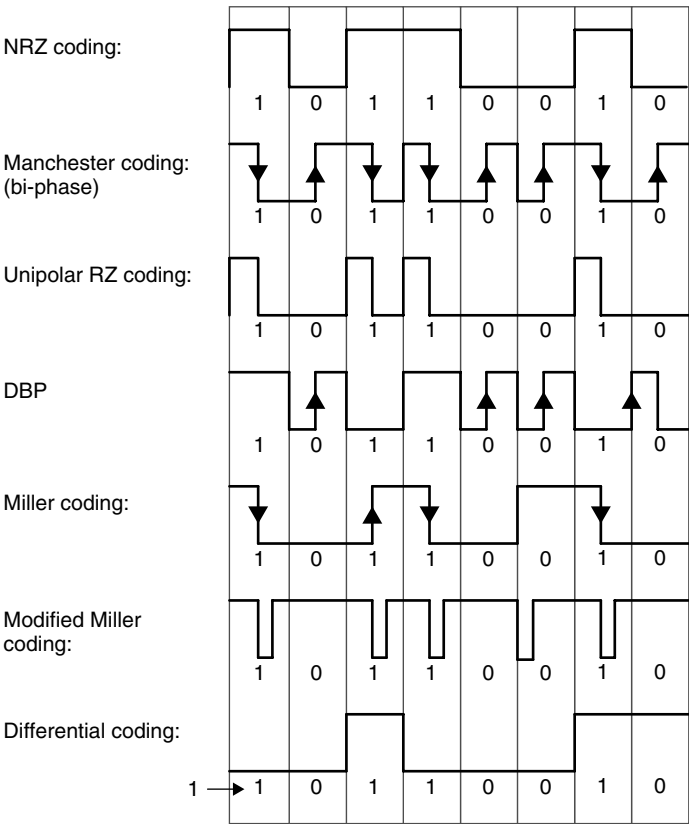 NRZ coding:
1 0 1 1 0 0 1 0
Manchester coding:
(bi-phase)
1 0 1 1 0 0 1 0
Unipolar RZ coding:
1 0 1 1 0 0 1 0
DBP
1 0 1 1 0 0 1 0
Miller coding:
1 0 1 1 0 0 1 0
Modified Miller
coding:
1 0 1 1 0 0 1 0
Differential coding:
1 1 0 1 1 0 0 1 0